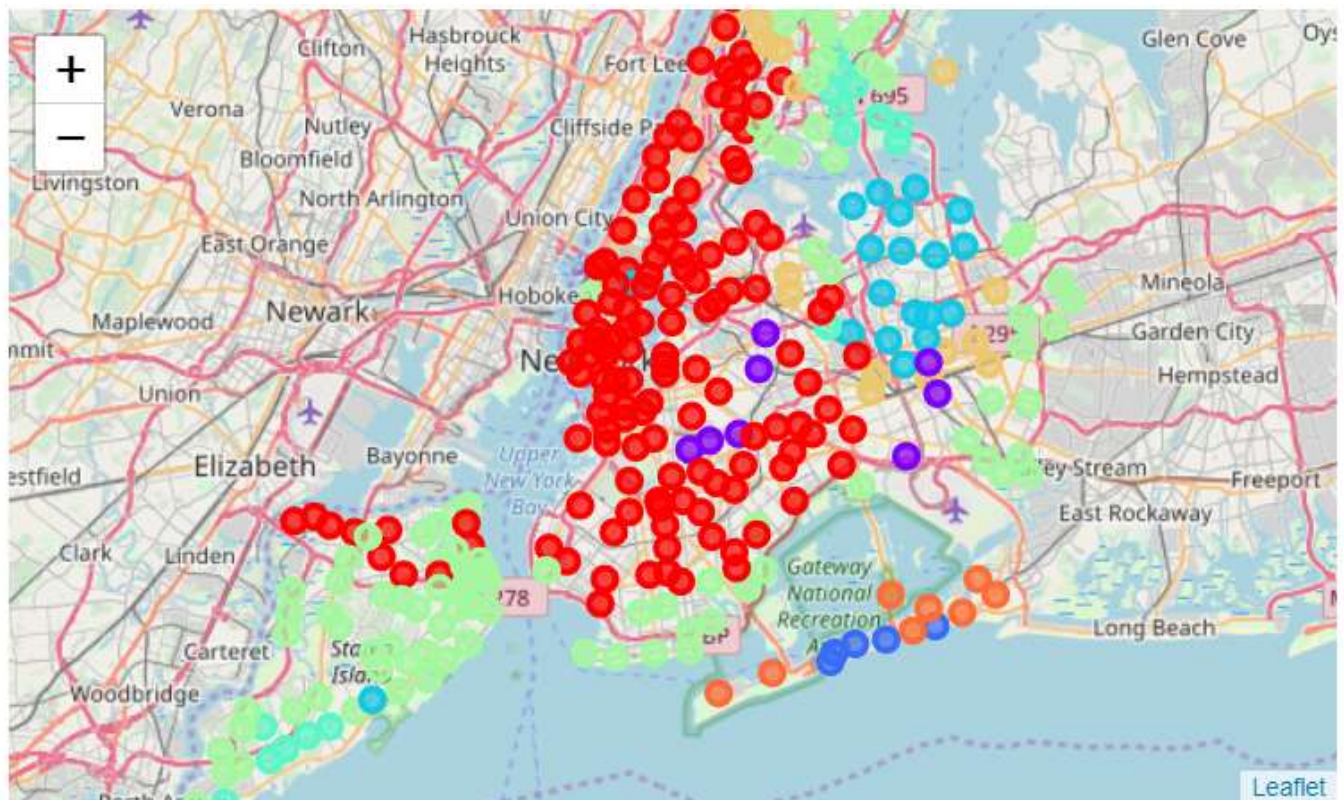 +
−
Clifton
Hasbrouck
Heights
Fort Lee
Glen Cove
Verona
Nutley
Cliffside
695
Bloomfield
Livingston
North Arlington
Union City
East Orange
Hoboke
Mineola
Newark
Maplewood
Garden City
mmit
Hempstead
Union
Elizabeth
Bayonne
Upper
New York
Bay
Stream
Freeport
East Rockaway
Clark
Linden
Gateway
National
Recreation
278
Long Beach
Carteret
Woodbridge
Leaflet